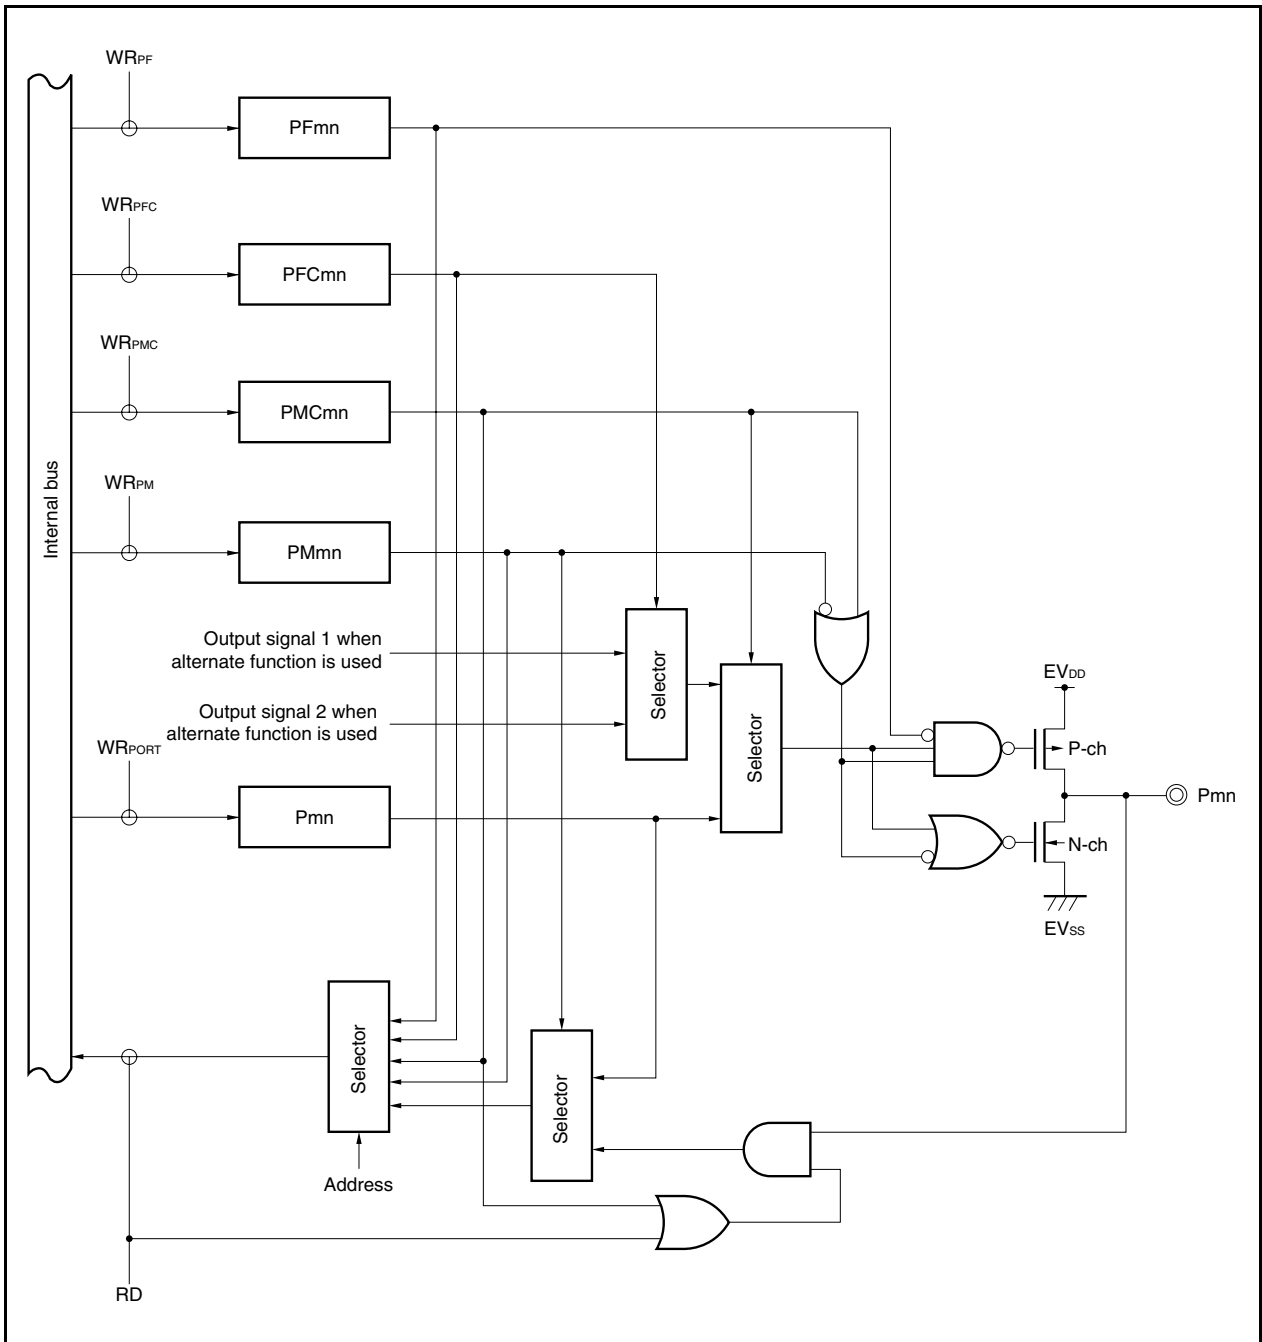 WRPF
PFmn
WRPFC
PFCmn
WRPMC
PMCmn
Internal bus
WRPM
PMmn
Output signal 1 when
alternate function is used
Selector
Output signal 2 when
alternate function is used
Selector
EVDD
P-ch
WRPORT
Pmn
Pmn
N-ch
EVSS
Selector
Selector
Address
RD